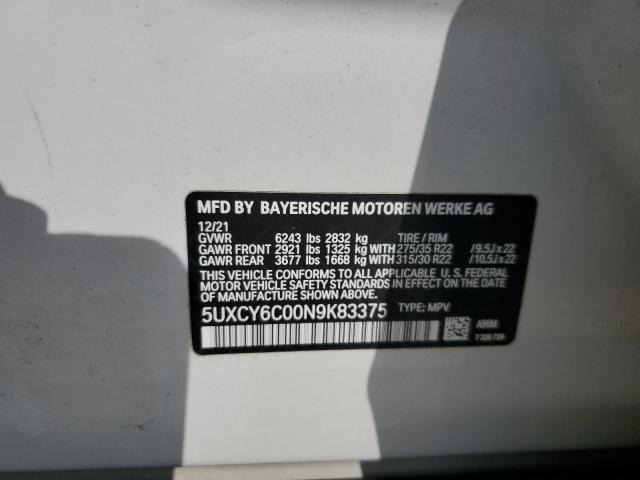 MFD BY BAYERISCHE MOTOREN WERKE AG
12/21
GVWR 6243 lbs 2832 kg TIRE / RIM
GAWR FRONT 2921 lbs 1325 kg WITH 275/35 R22 /9.5J x 22
GAWR REAR 3677 lbs 1668 kg WITH 315/30 R22 /10.5J x 22
THIS VEHICLE CONFORMS TO ALL APPLICABLE U.S. FEDERAL
MOTOR VEHICLE SAFETY STANDARDS IN EFFECT ON THE DATE
OF MANUFACTURE SHOWN ABOVE.
5UXCY6C00N9K83375 TYPE: MPV
A96M
7 320 729